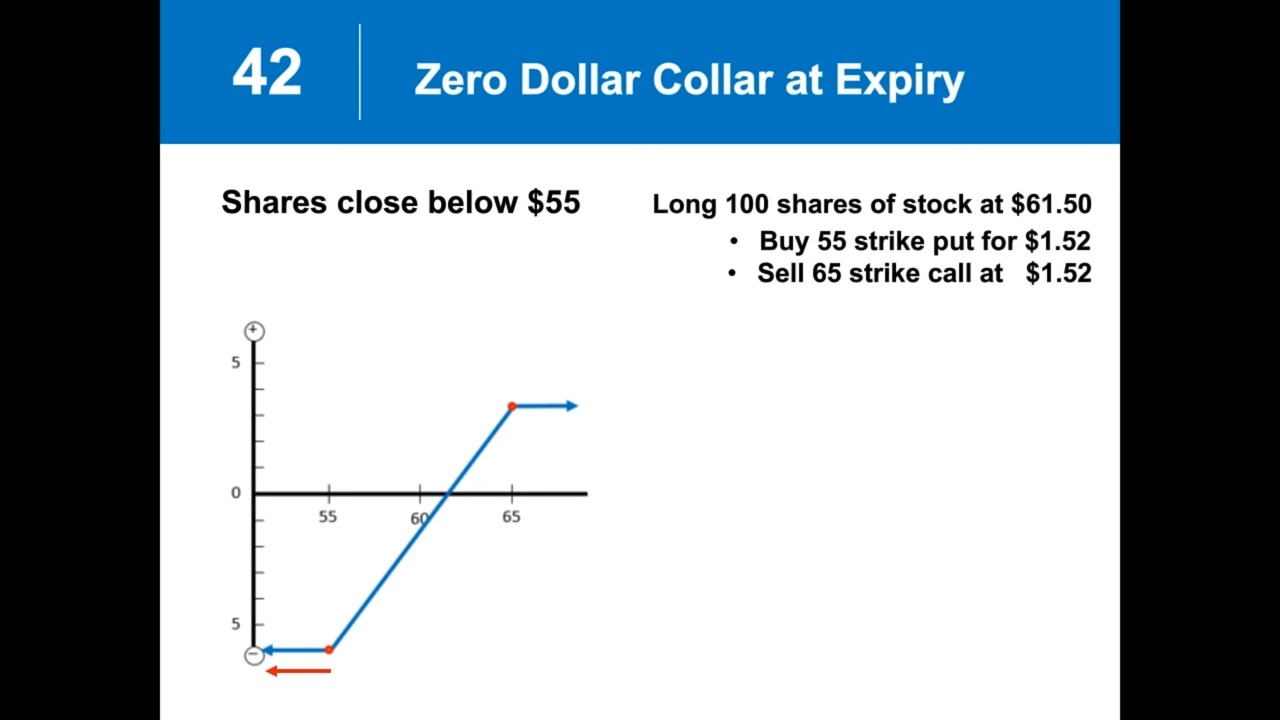 42
Zero Dollar Collar at Expiry
Shares close below $55
Long 100 shares of stock at $61.50
• Buy 55 strike put for $1.52
• Sell 65 strike call at $1.52
+
5
0
55 60 65
5
−